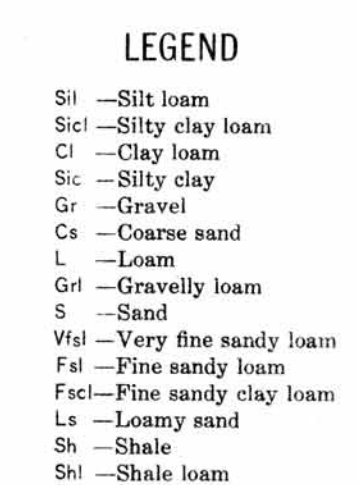 LEGEND
Sil —Silt loam
Sicl —Silty clay loam
Cl —Clay loam
Sic —Silty clay
Gr —Gravel
Cs —Coarse sand
L —Loam
Grl —Gravelly loam
S —Sand
Vfsl —Very fine sandy loam
Fsl —Fine sandy loam
Fscl—Fine sandy clay loam
Ls —Loamy sand
Sh —Shale
Shl —Shale loam